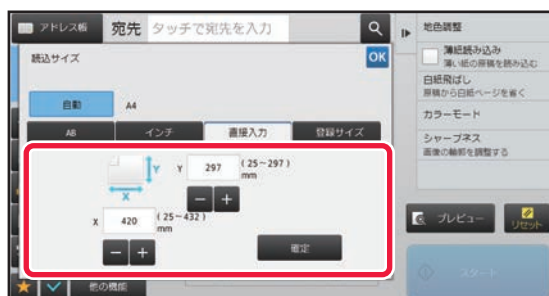 アドレス帳
宛先 タッチで宛先を入力
読込サイズ
OK
自動 A4
AB インチ 直接入力 登録サイズ
Y
X
Y 297 (25~297)
mm
X 420 (25~432)
mm
確定
他の機能
地色調整
薄紙読み込み
薄い紙の原稿を読み込む
白紙飛ばし
原稿から白紙ページを省く
カラーモード
シャープネス
画像の輪郭を調整する
プレビュー
リセット
スタート